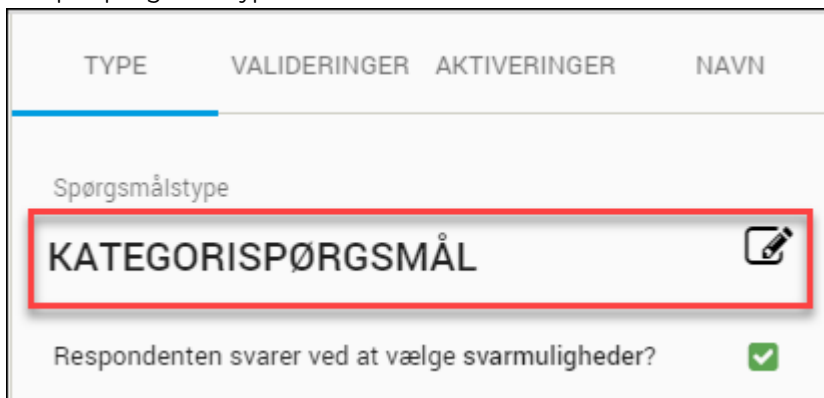 TYPE VALIDERINGER AKTIVERINGER NAVN
Spørgsmålstype
KATEGORISPØRGSMÅL
Respondenten svarer ved at vælge svarmuligheder?